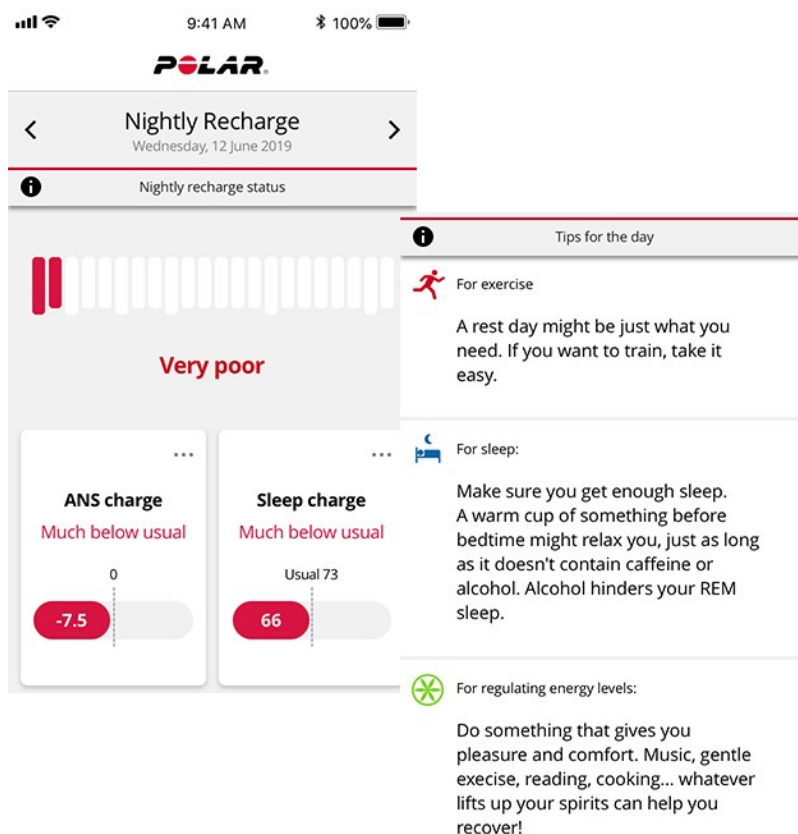 9:41 AM
100%
POLAR.
Nightly Recharge
Wednesday, 12 June 2019
Nightly recharge status
Very poor
ANS charge
Much below usual
0
-7.5
Sleep charge
Much below usual
Usual 73
66
Tips for the day
For exercise
A rest day might be just what you
need. If you want to train, take it
easy.
For sleep:
Make sure you get enough sleep.
A warm cup of something before
bedtime might relax you, just as long
as it doesn't contain caffeine or
alcohol. Alcohol hinders your REM
sleep.
For regulating energy levels:
Do something that gives you
pleasure and comfort. Music, gentle
execise, reading, cooking... whatever
lifts up your spirits can help you
recover!